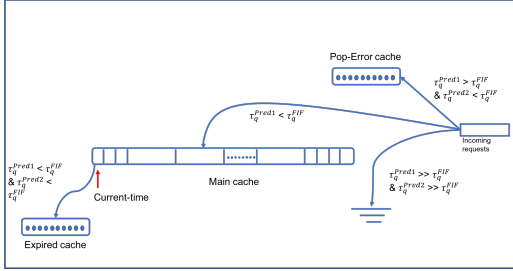 Pop-Error cache
τ_q^{Pred1} > τ_q^{FIF}
& τ_q^{Pred2} < τ_q^{FIF}
τ_q^{Pred1} < τ_q^{FIF}
Incoming
requests
τ_q^{Pred1} < τ_q^{FIF}
& τ_q^{Pred2} <
τ_q^{FIF}
Main cache
τ_q^{Pred1} >> τ_q^{FIF}
& τ_q^{Pred2} >> τ_q^{FIF}
Current-time
Expired cache